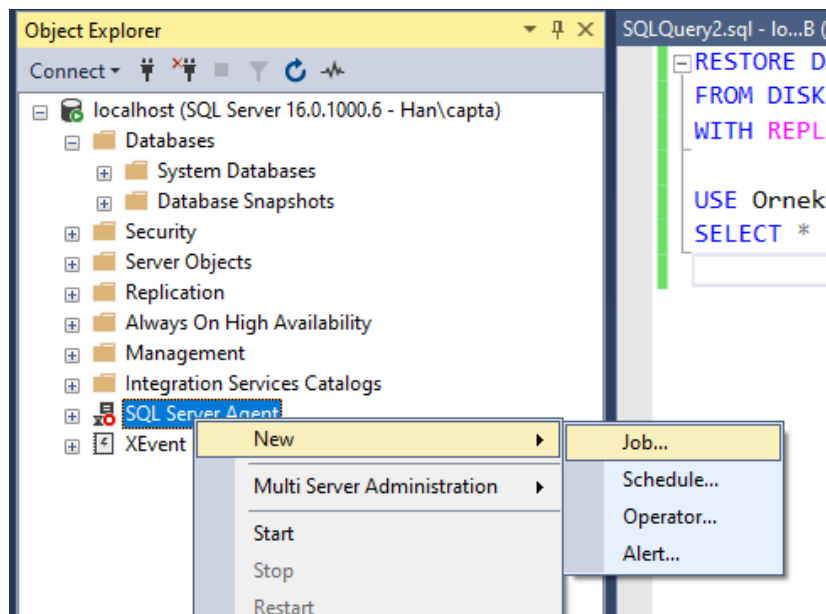 Object Explorer
Connect
localhost (SQL Server 16.0.1000.6 - Han\capta)
Databases
System Databases
Database Snapshots
Security
Server Objects
Replication
Always On High Availability
Management
Integration Services Catalogs
SQL Server Agent
XEvent
New
Multi Server Administration
Start
Stop
Restart
Job...
Schedule...
Operator...
Alert...
SQLQuery2.sql - lo...B (
RESTORE D
FROM DISK
WITH REPL
USE Ornek
SELECT *